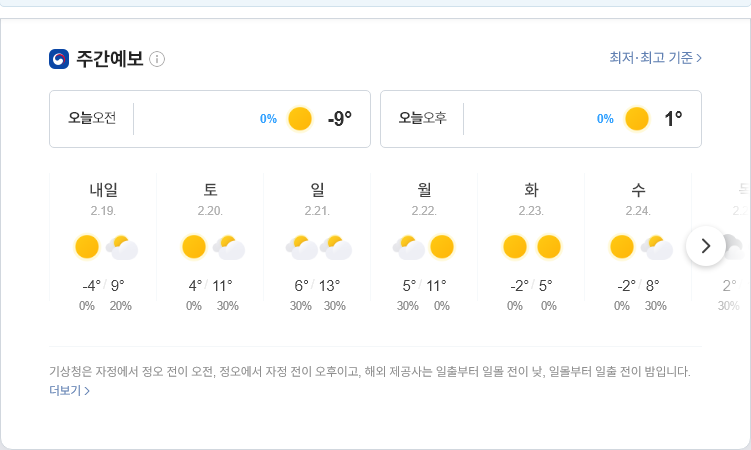 주간예보
최저·최고 기준
오늘오전 0% -9°
오늘오후 0% 1°
내일 토 일 월 화 수
2.19. 2.20. 2.21. 2.22. 2.23. 2.24.
-4° / 9° 4° / 11° 6° / 13° 5° / 11° -2° / 5° -2° / 8° 2°
0% 20% 0% 30% 30% 30% 30% 0% 0% 0% 0% 30% 30%
기상청은 자정에서 정오 전이 오전, 정오에서 자정 전이 오후이고, 해외 제공사는 일출부터 일몰 전이 낮, 일몰부터 일출 전이 밤입니다.
더보기